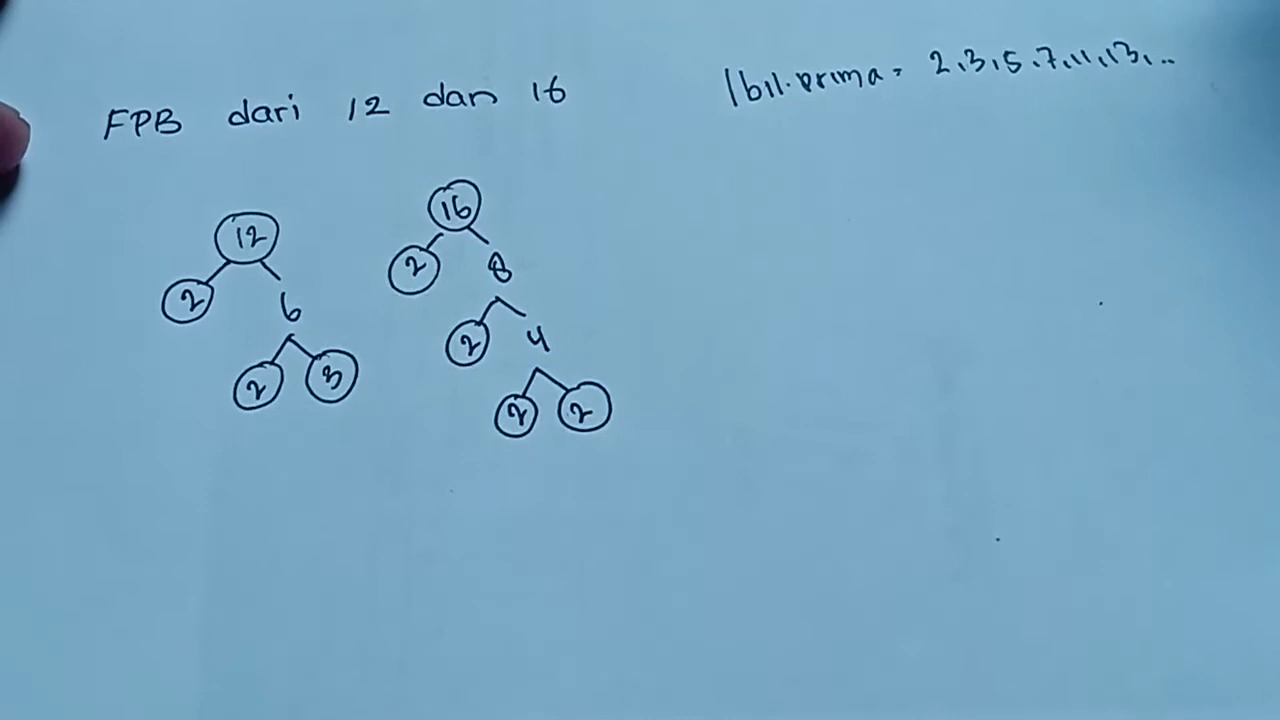 FPB dari 12 dan 16
bil. prima = 2, 3, 5, 7, 11, 13, ..
12 16
2 6 2 8
2 3 2 4
2 2